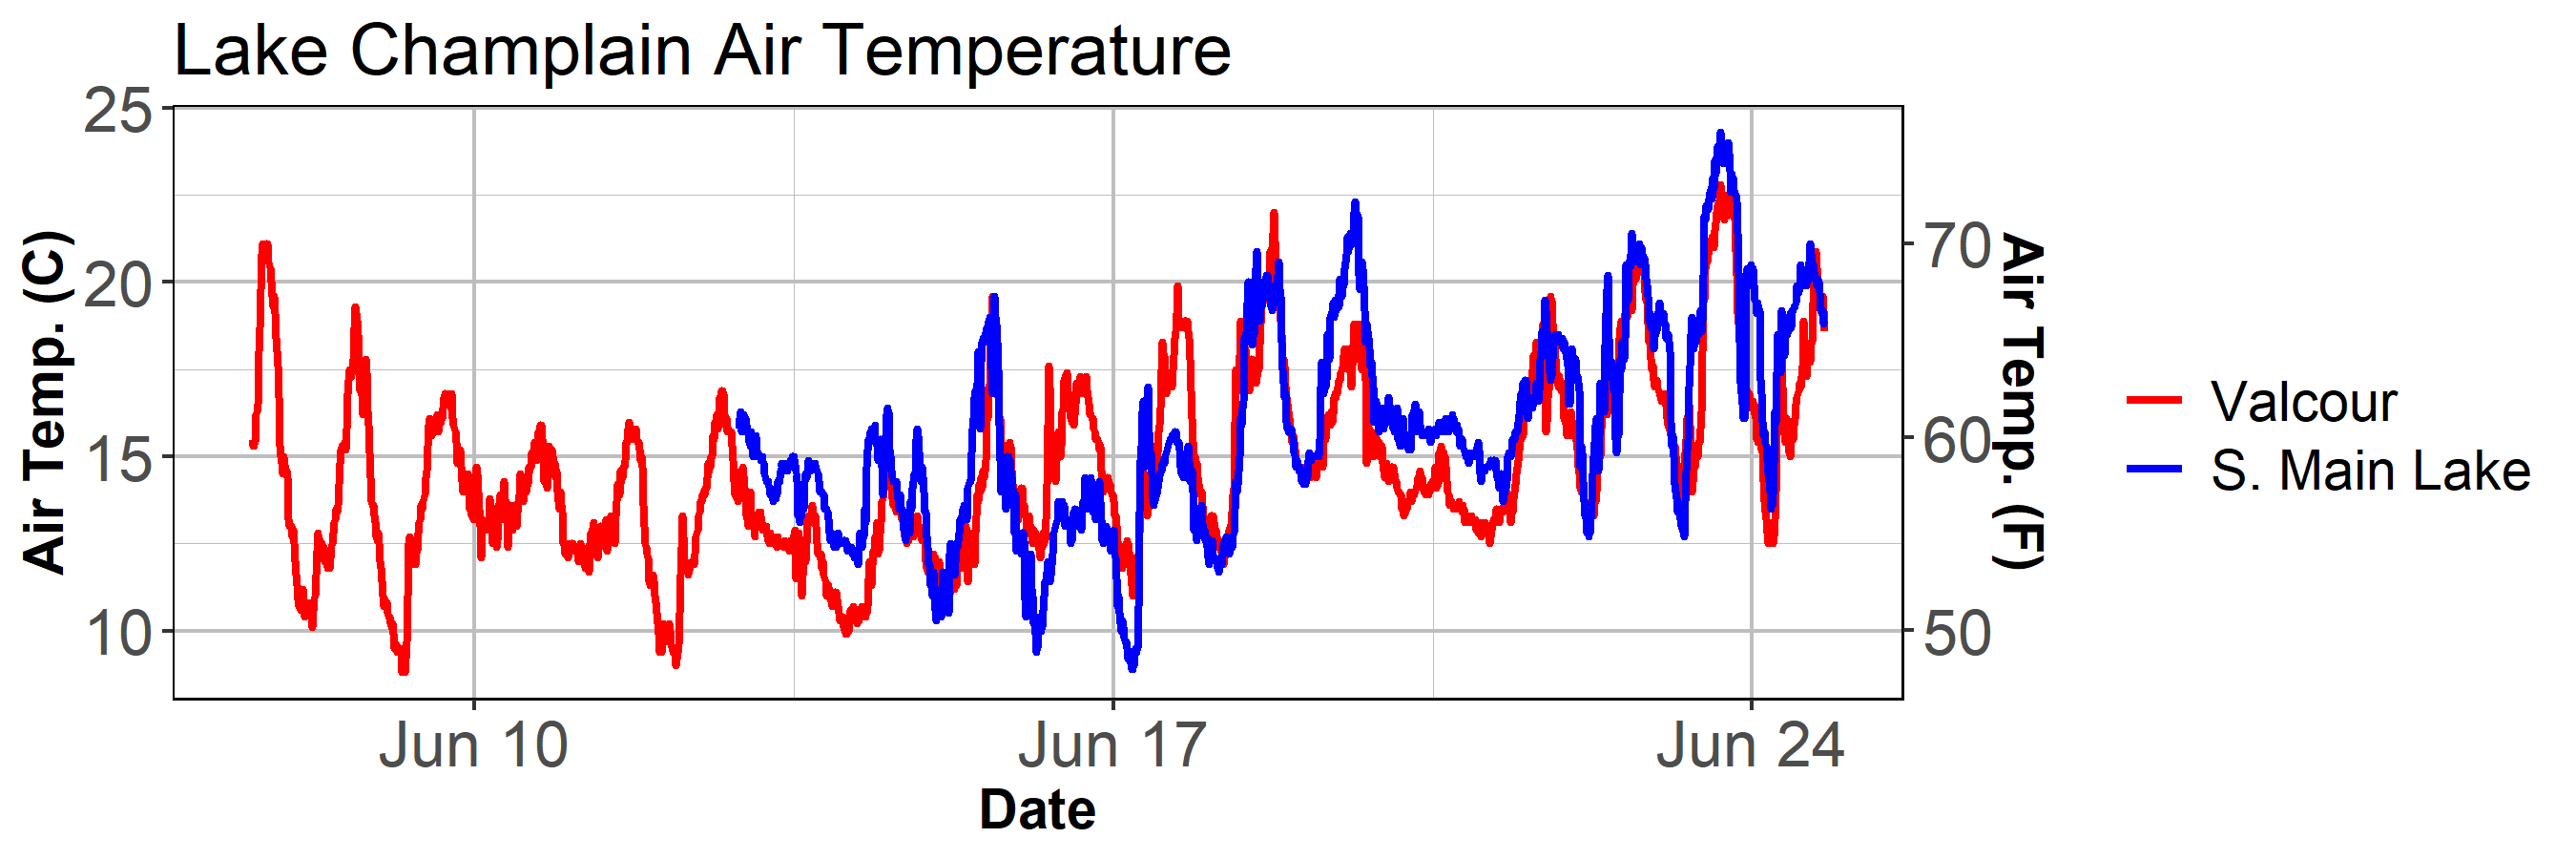 Lake Champlain Air Temperature
25
20
15
10
Air Temp. (C)
70
60
50
Air Temp. (F)
Jun 10
Jun 17
Jun 24
Date
Valcour
S. Main Lake